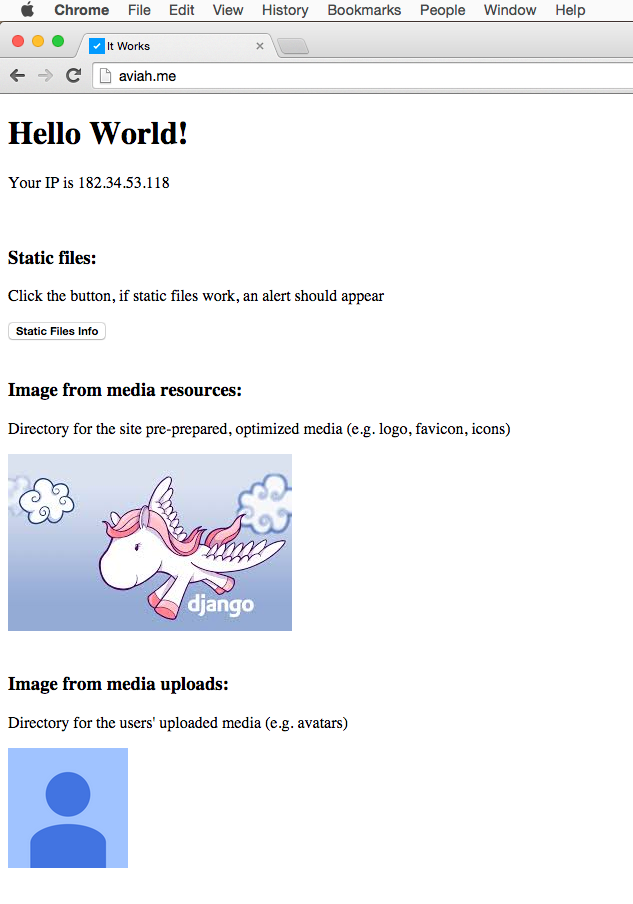 Chrome File Edit View History Bookmarks People Window Help
It Works
aviah.me
Hello World!
Your IP is 182.34.53.118
Static files:
Click the button, if static files work, an alert should appear
Static Files Info
Image from media resources:
Directory for the site pre-prepared, optimized media (e.g. logo, favicon, icons)
django
Image from media uploads:
Directory for the users' uploaded media (e.g. avatars)